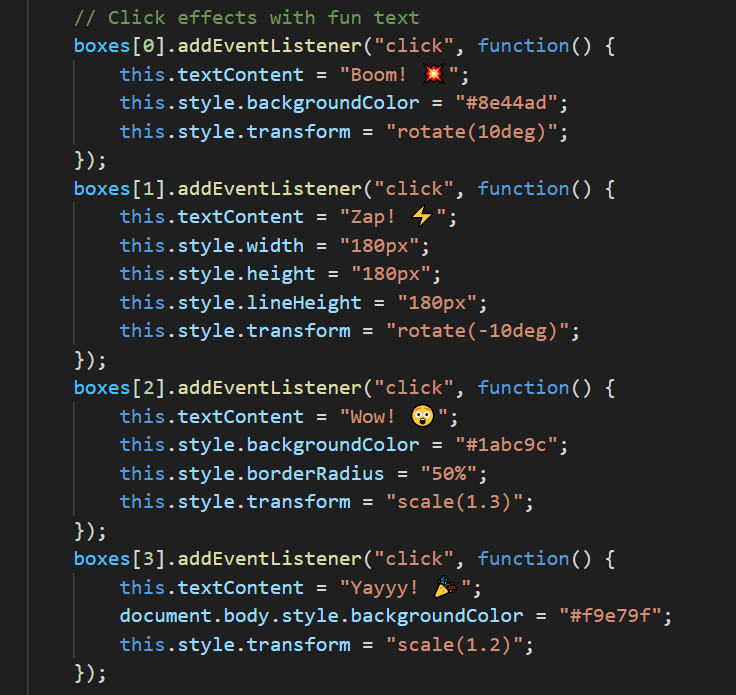 // Click effects with fun text
boxes[0].addEventListener("click", function() {
this.textContent = "Boom! 💥";
this.style.backgroundColor = "#8e44ad";
this.style.transform = "rotate(10deg)";
});
boxes[1].addEventListener("click", function() {
this.textContent = "Zap! ⚡";
this.style.width = "180px";
this.style.height = "180px";
this.style.lineHeight = "180px";
this.style.transform = "rotate(-10deg)";
});
boxes[2].addEventListener("click", function() {
this.textContent = "Wow! 😲";
this.style.backgroundColor = "#1abc9c";
this.style.borderRadius = "50%";
this.style.transform = "scale(1.3)";
});
boxes[3].addEventListener("click", function() {
this.textContent = "Yayyy! 🎉";
document.body.style.backgroundColor = "#f9e79f";
this.style.transform = "scale(1.2)";
});